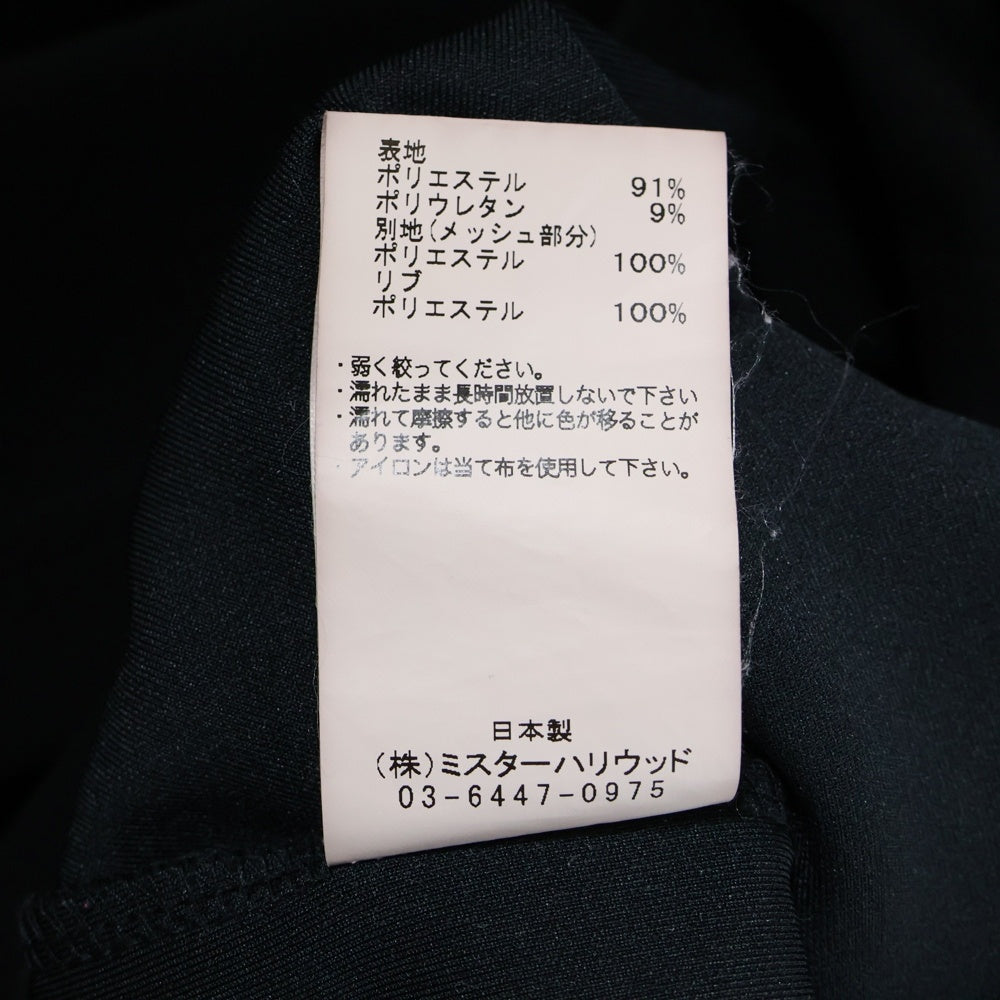 表地
ポリエステル 91%
ポリウレタン 9%
別地(メッシュ部分)
ポリエステル 100%
リブ
ポリエステル 100%
・弱く絞ってください。
・濡れたまま長時間放置しないで下さい
・濡れて摩擦すると他に色が移ることが
あります。
・アイロンは当て布を使用して下さい。
日本製
(株)ミスターハリウッド
03-6447-0975